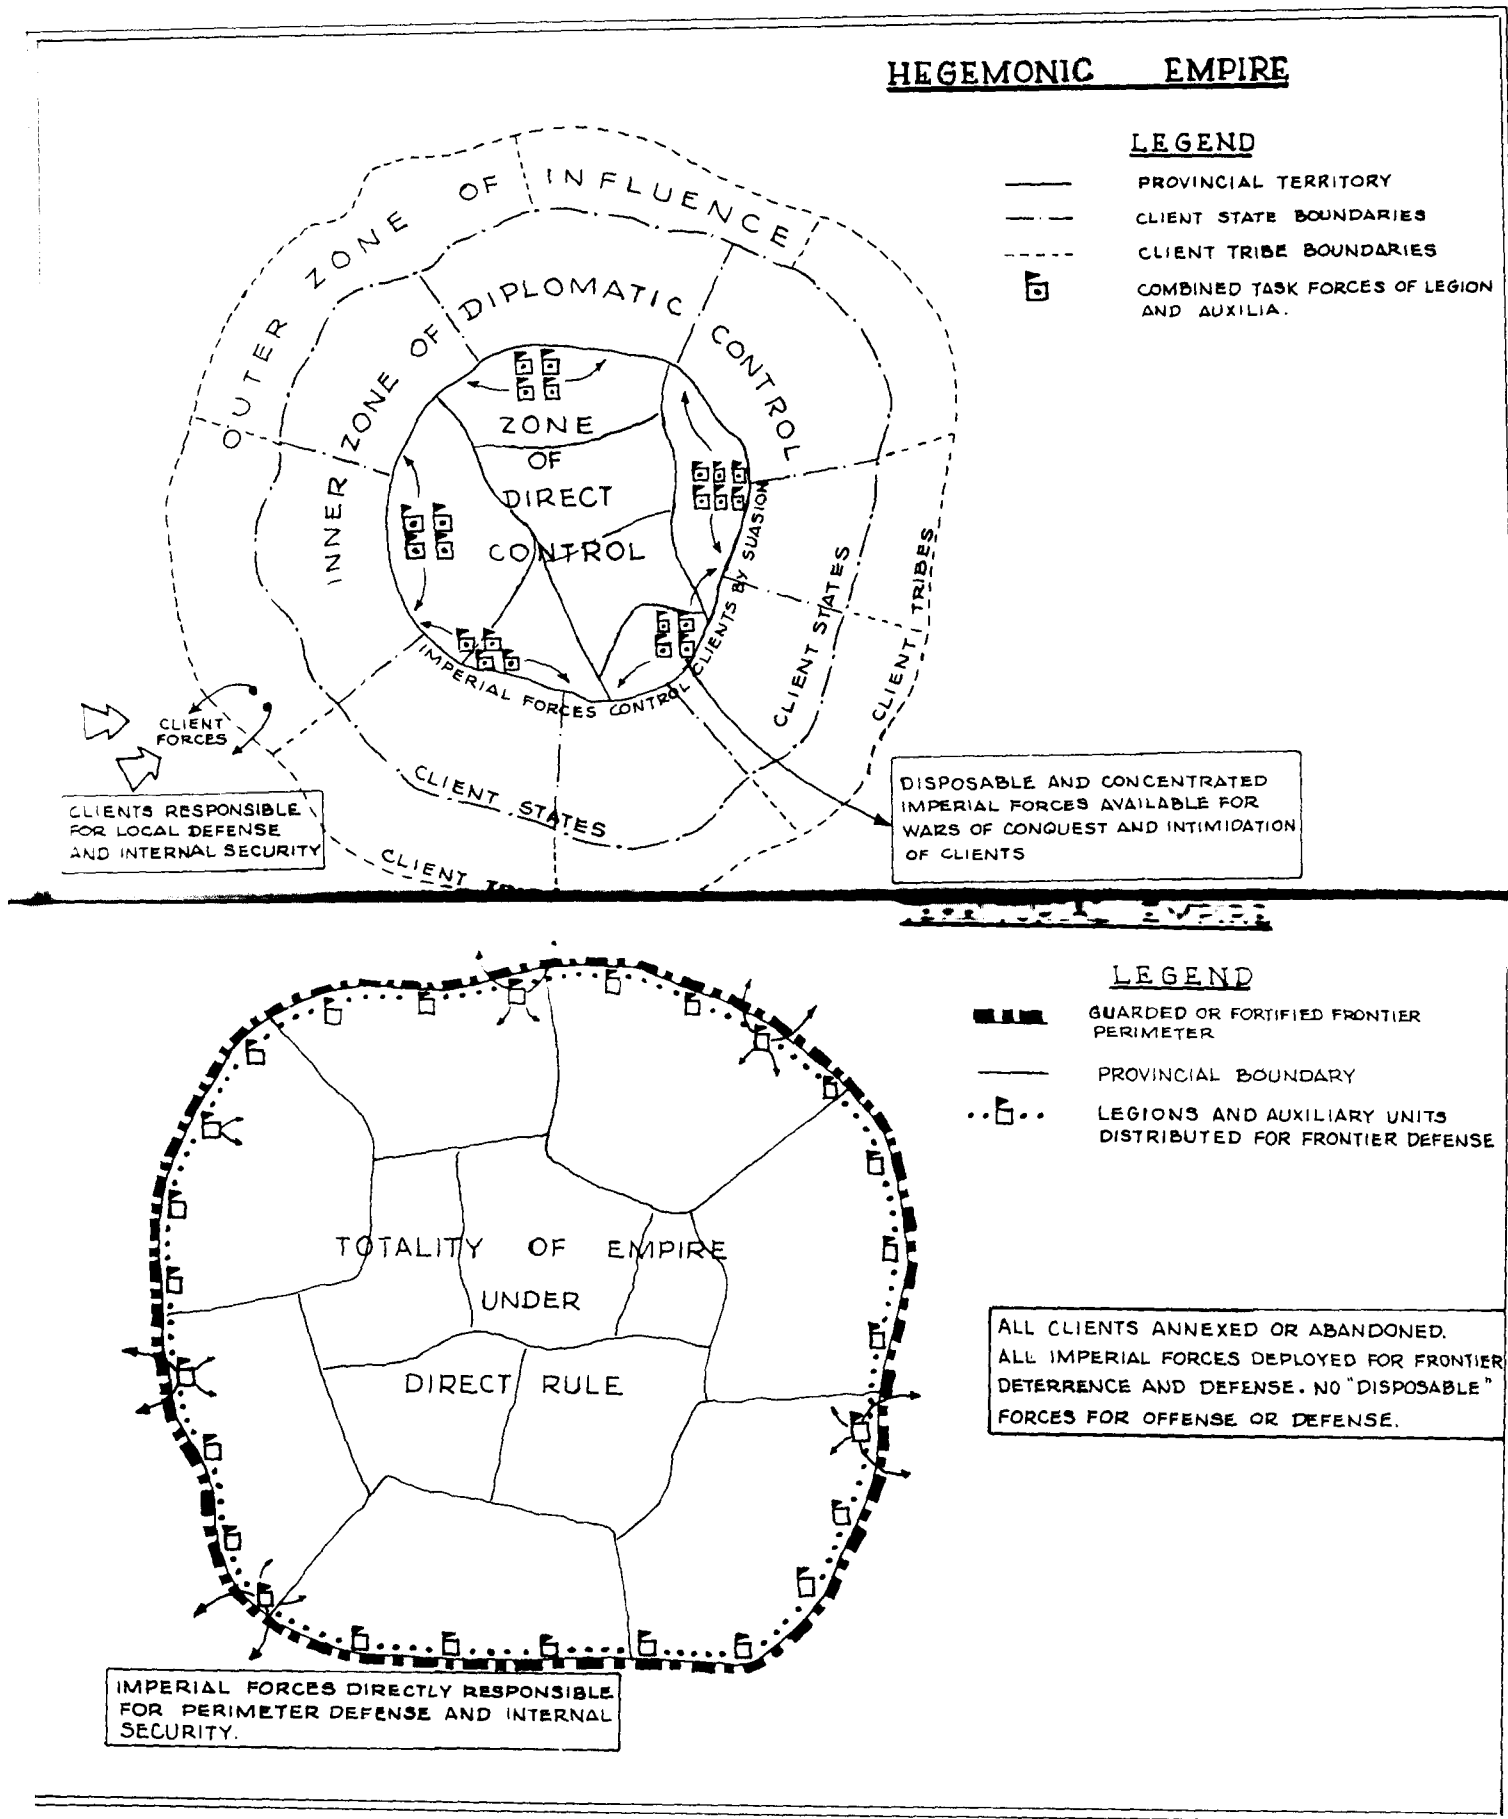 HEGEMONIC EMPIRE
LEGEND
PROVINCIAL TERRITORY
CLIENT STATE BOUNDARIES
CLIENT TRIBE BOUNDARIES
COMBINED TASK FORCES OF LEGION
AND AUXILIA.
OUTER ZONE OF INFLUENCE
INNER ZONE OF DIPLOMATIC CONTROL
ZONE
OF
DIRECT
CONTROL
IMPERIAL FORCES CONTROL CLIENTS BY SUASION
CLIENT STATES
CLIENT TRIBES
CLIENT
FORCES
CLIENTS RESPONSIBLE
FOR LOCAL DEFENSE
AND INTERNAL SECURITY
CLIENT STATES
CLIENT
DISPOSABLE AND CONCENTRATED
IMPERIAL FORCES AVAILABLE FOR
WARS OF CONQUEST AND INTIMIDATION
OF CLIENTS
EMPIRE
LEGEND
GUARDED OR FORTIFIED FRONTIER
PERIMETER
PROVINCIAL BOUNDARY
LEGIONS AND AUXILIARY UNITS
DISTRIBUTED FOR FRONTIER DEFENSE
TOTALITY OF EMPIRE
UNDER
DIRECT RULE
ALL CLIENTS ANNEXED OR ABANDONED.
ALL IMPERIAL FORCES DEPLOYED FOR FRONTIER
DETERRENCE AND DEFENSE. NO "DISPOSABLE"
FORCES FOR OFFENSE OR DEFENSE.
IMPERIAL FORCES DIRECTLY RESPONSIBLE
FOR PERIMETER DEFENSE AND INTERNAL
SECURITY.